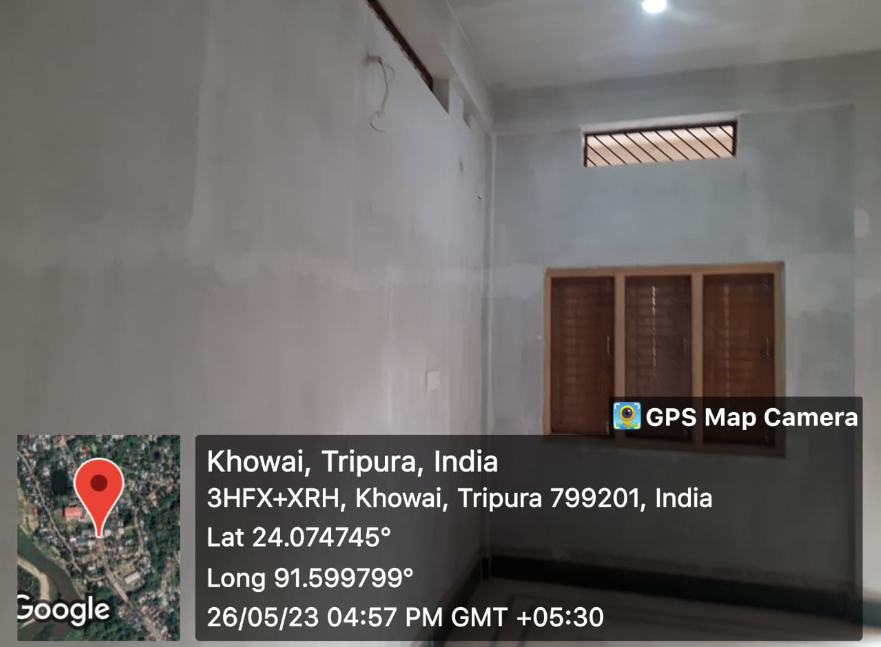 GPS Map Camera
Khowai, Tripura, India
3HFX+XRH, Khowai, Tripura 799201, India
Lat 24.074745°
Long 91.599799°
26/05/23 04:57 PM GMT +05:30
Google